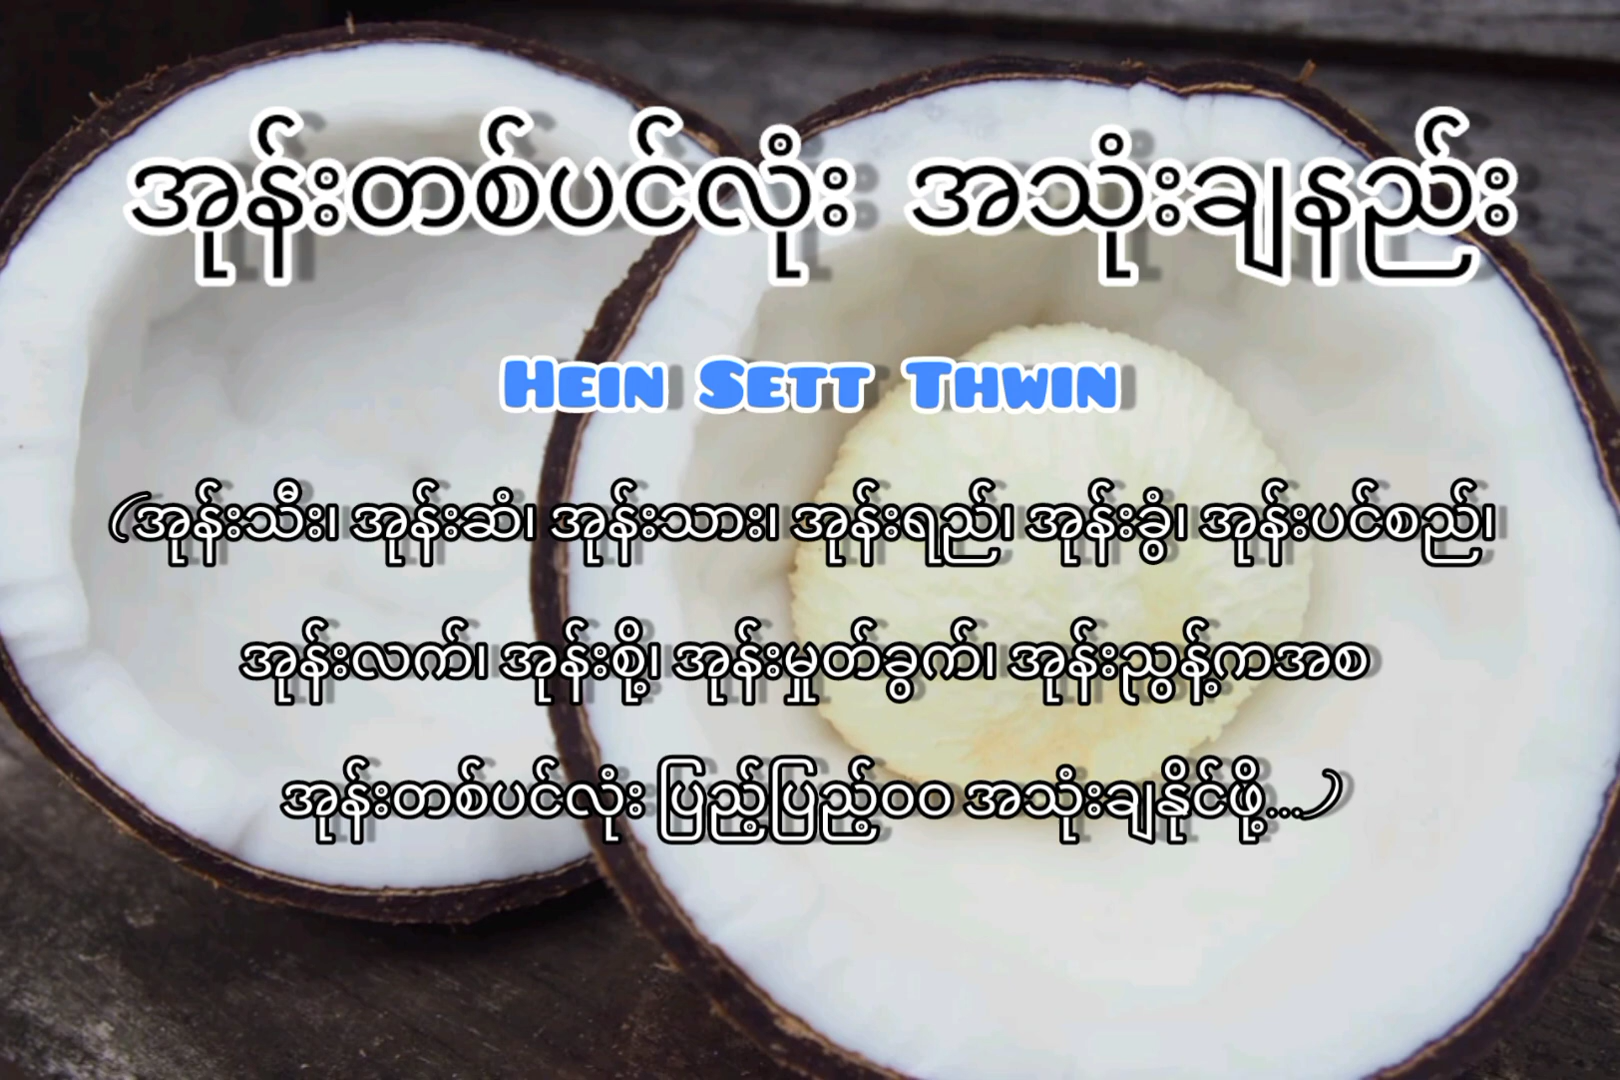 အုန်းတစ်ပင်လုံး အသုံးချနည်း
Hein Sett Thwin
(အုန်းသီး၊ အုန်းဆံ၊ အုန်းသား၊ အုန်းရည်၊ အုန်းခွံ၊ အုန်းပင်စည်၊
အုန်းလက်၊ အုန်းစို့၊ အုန်းမှုတ်ခွက်၊ အုန်းညွန့်ကအစ
အုန်းတစ်ပင်လုံး ပြည့်ပြည့်ဝဝ အသုံးချနိုင်ဖို့...)